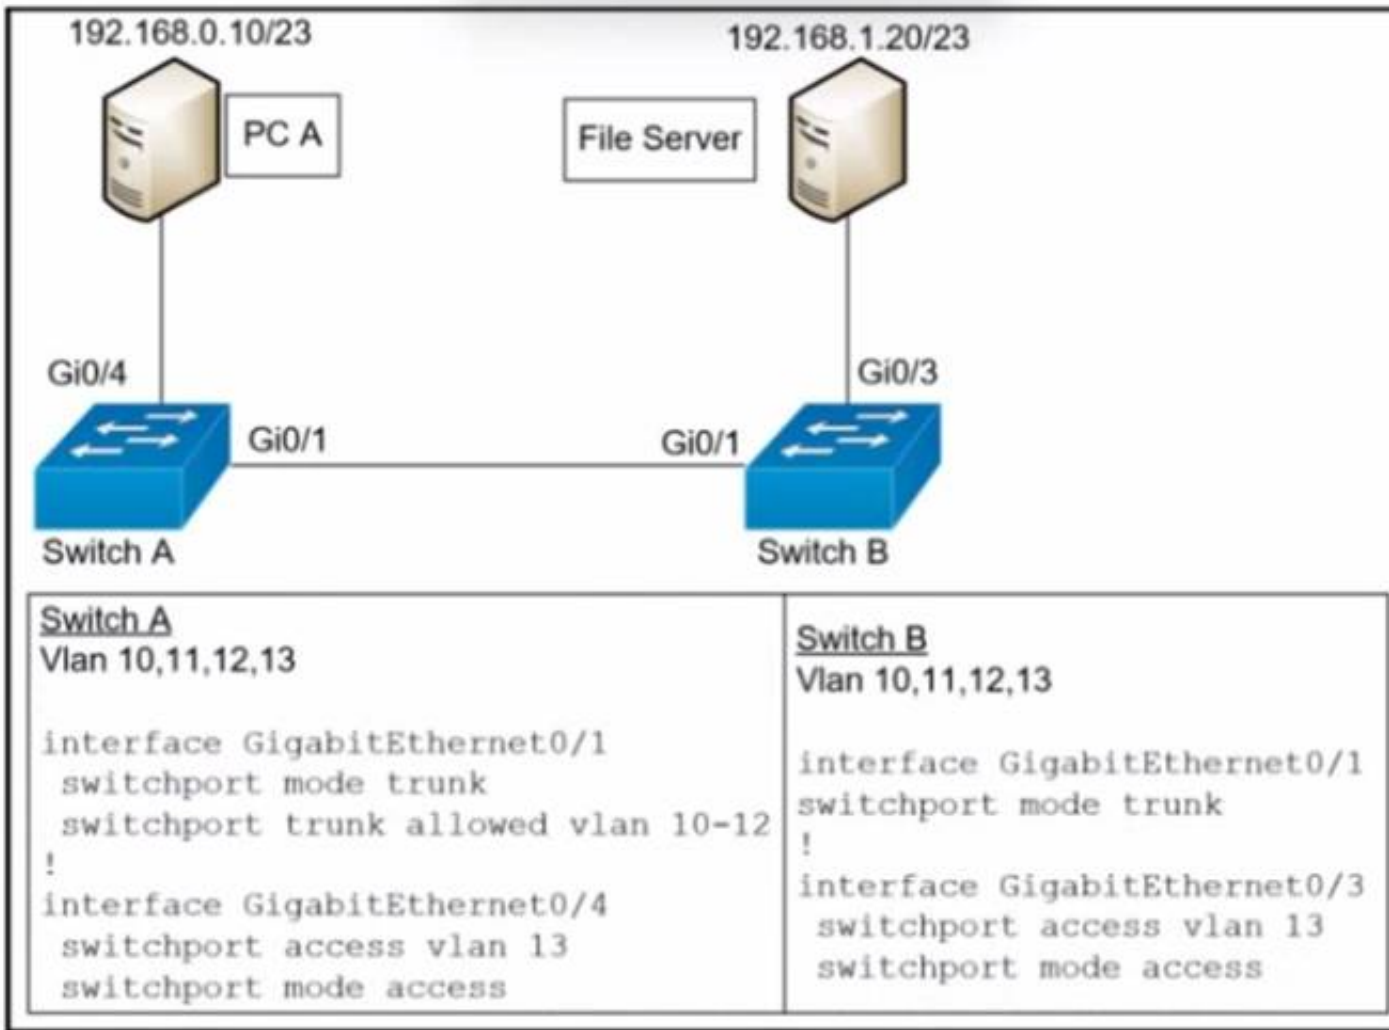 192.168.0.10/23
192.168.1.20/23
PC A
File Server
Gi0/4
Gi0/3
Gi0/1
Gi0/1
Switch A
Switch B
Switch A
Vlan 10,11,12,13
interface GigabitEthernet0/1
switchport mode trunk
switchport trunk allowed vlan 10-12
!
interface GigabitEthernet0/4
switchport access vlan 13
switchport mode access
Switch B
Vlan 10,11,12,13
interface GigabitEthernet0/1
switchport mode trunk
!
interface GigabitEthernet0/3
switchport access vlan 13
switchport mode access